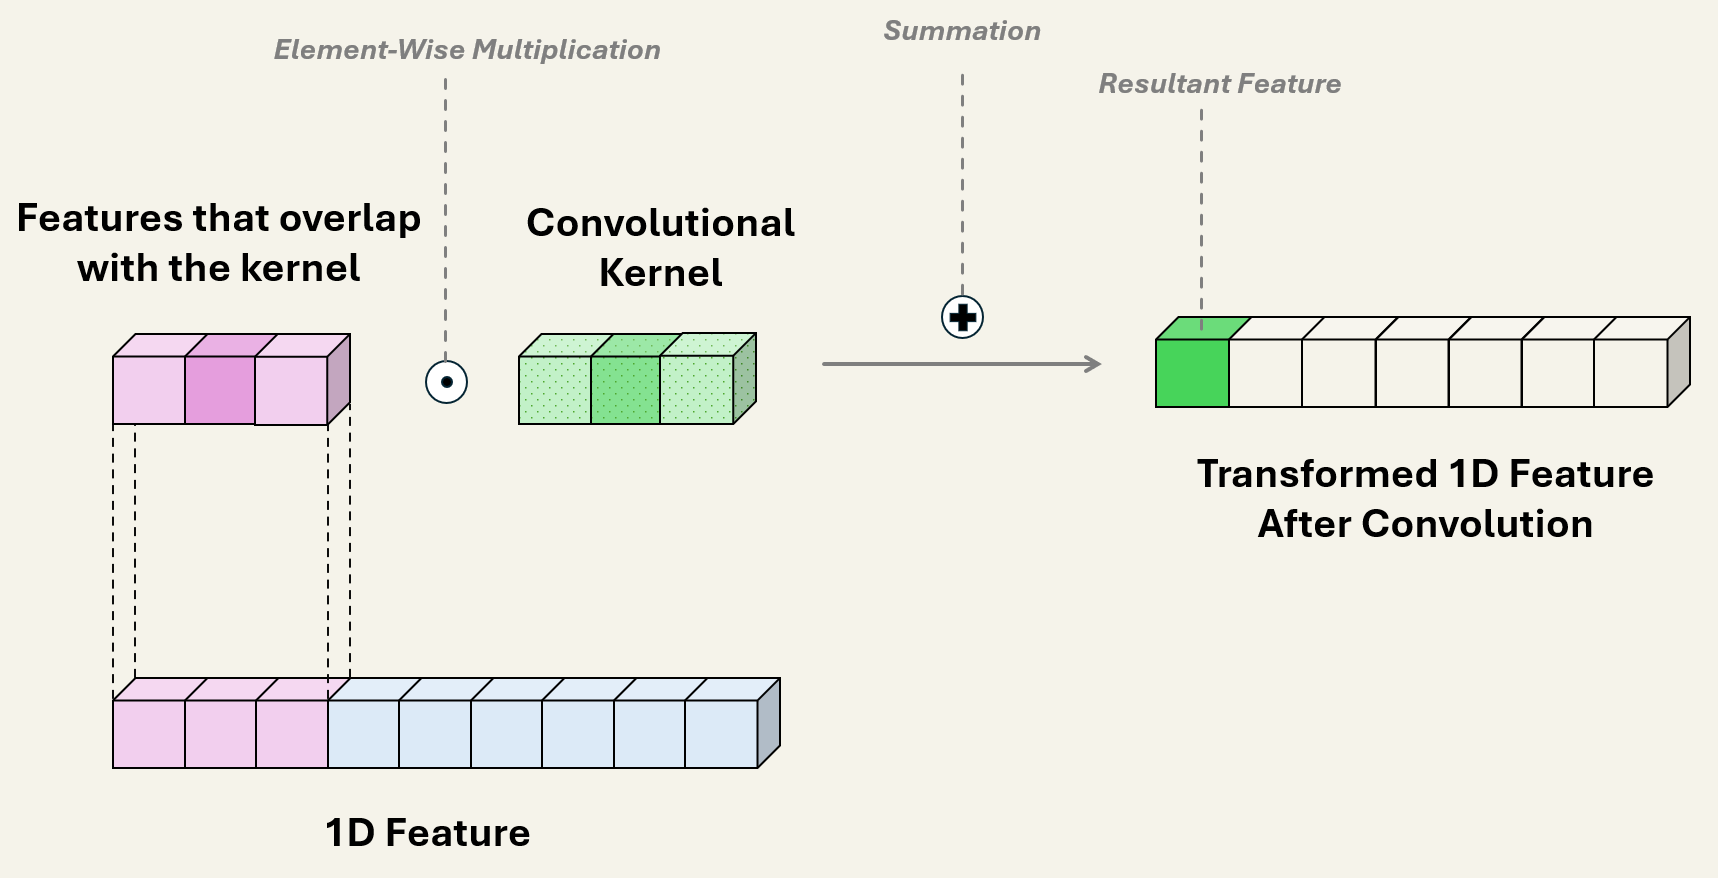 Element-Wise Multiplication
Summation
Resultant Feature
Features that overlap
with the kernel
Convolutional
Kernel
Transformed 1D Feature
After Convolution
1D Feature